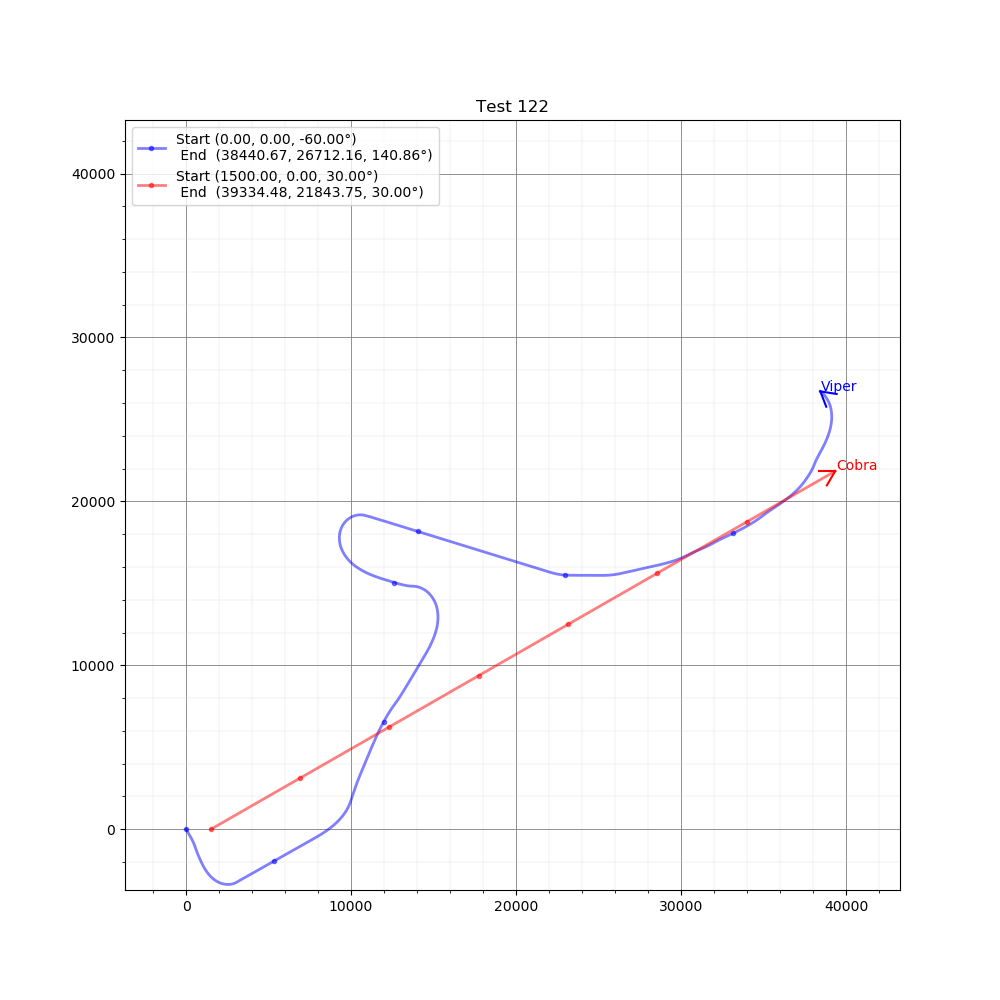 Test 122
Start (0.00, 0.00, -60.00°)
End (38440.67, 26712.16, 140.86°)
Start (1500.00, 0.00, 30.00°)
End (39334.48, 21843.75, 30.00°)
40000
30000
20000
10000
0
Viper
Cobra
0 10000 20000 30000 40000